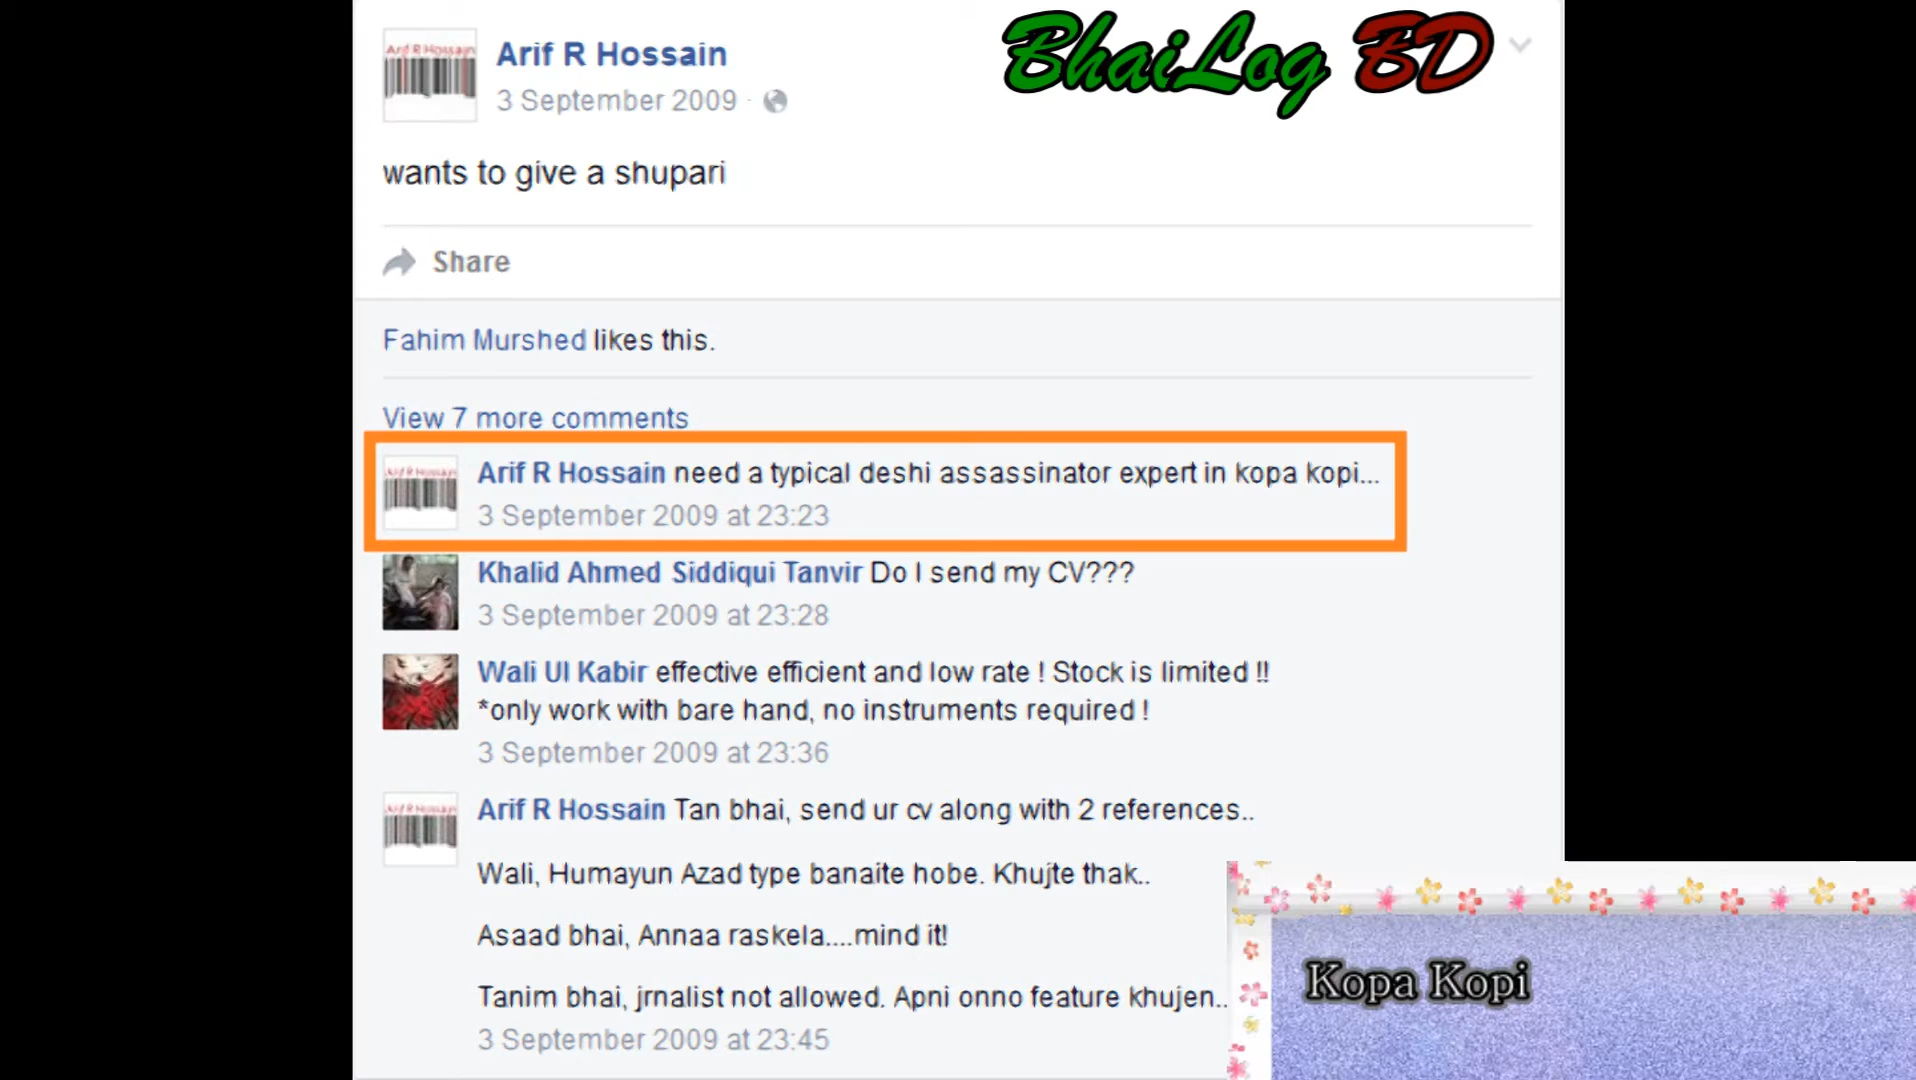 Arif R Hossain
BhaiLog BD
Arif R Hossain
3 September 2009 ·
wants to give a shupari
Share
Fahim Murshed likes this.
View 7 more comments
Arif R Hossain
Arif R Hossain need a typical deshi assassinator expert in kopa kopi...
3 September 2009 at 23:23
Khalid Ahmed Siddiqui Tanvir Do I send my CV???
3 September 2009 at 23:28
Wali Ul Kabir effective efficient and low rate ! Stock is limited !!
*only work with bare hand, no instruments required !
3 September 2009 at 23:36
Arif R Hossain
Arif R Hossain Tan bhai, send ur cv along with 2 references..
Wali, Humayun Azad type banaite hobe. Khujte thak..
Asaad bhai, Annaa raskela....mind it!
Tanim bhai, jrnalist not allowed. Apni onno feature khujen..
3 September 2009 at 23:45
Kopa Kopi